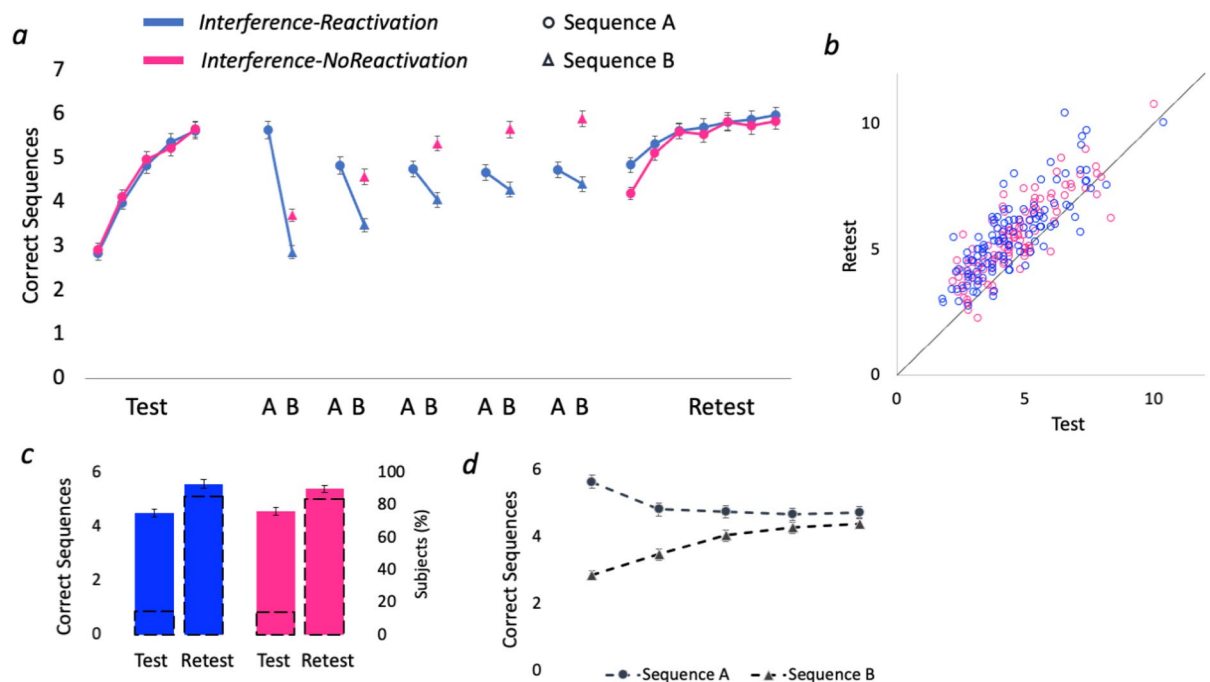 a
Interference-Reactivation
Sequence A
Interference-NoReactivation
Sequence B
Correct Sequences
7
6
5
4
3
2
1
0
Test
A B
A B
A B
A B
A B
Retest
b
Retest
10
5
0
0
5
10
Test
c
Correct Sequences
6
4
2
0
100
80
60
40
20
0
Subjects (%)
Test
Retest
Test
Retest
d
Correct Sequences
6
4
2
0
Sequence A
Sequence B